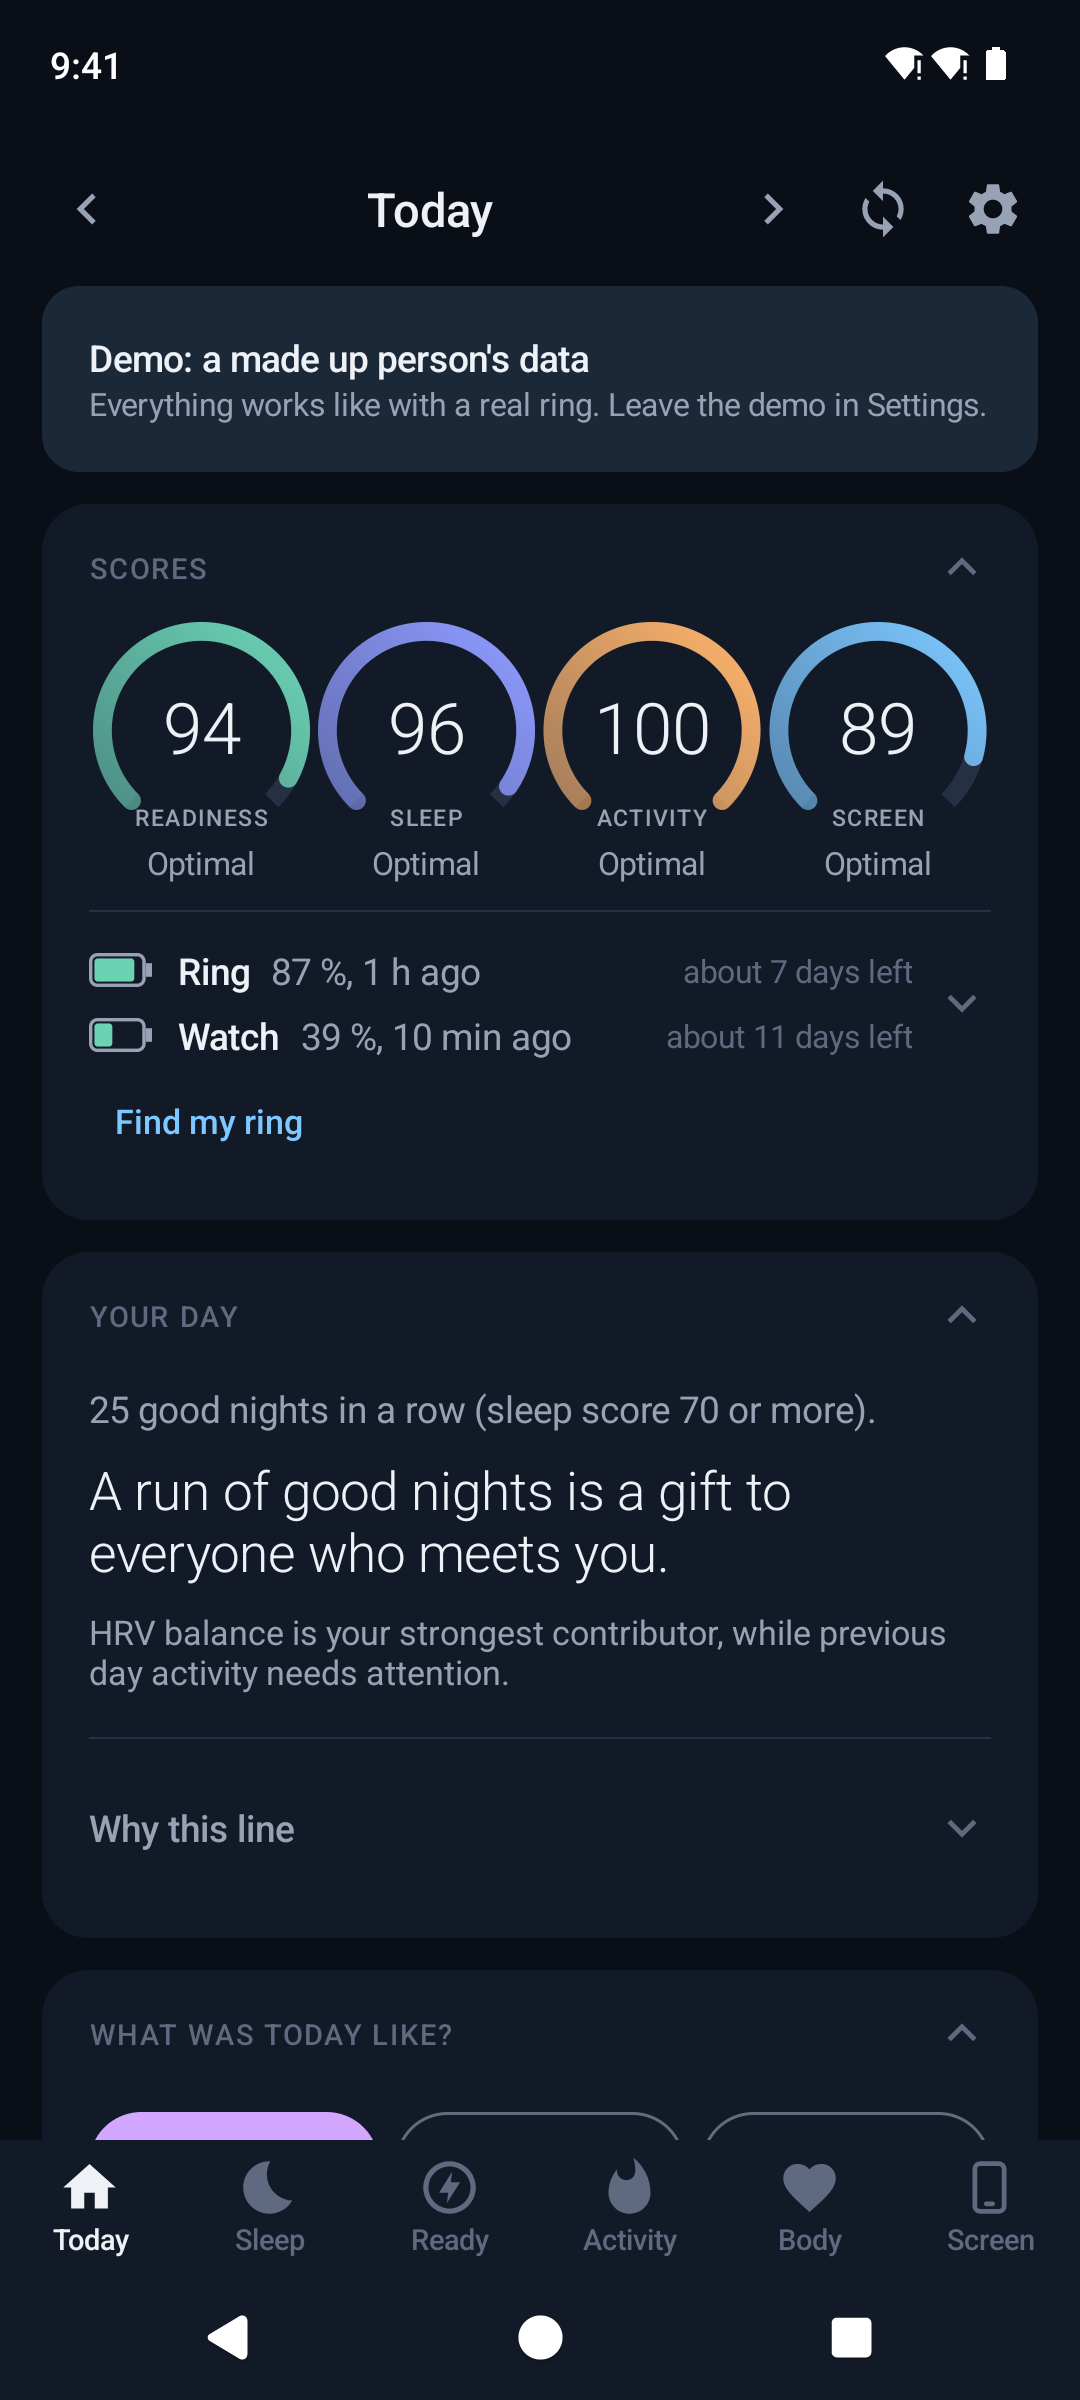 9:41
Today
Demo: a made up person's data
Everything works like with a real ring. Leave the demo in Settings.
SCORES
94 96 100 89
READINESS SLEEP ACTIVITY SCREEN
Optimal Optimal Optimal Optimal
Ring 87 %, 1 h ago about 7 days left
Watch 39 %, 10 min ago about 11 days left
Find my ring
YOUR DAY
25 good nights in a row (sleep score 70 or more).
A run of good nights is a gift to
everyone who meets you.
HRV balance is your strongest contributor, while previous
day activity needs attention.
Why this line
WHAT WAS TODAY LIKE?
Today Sleep Ready Activity Body Screen